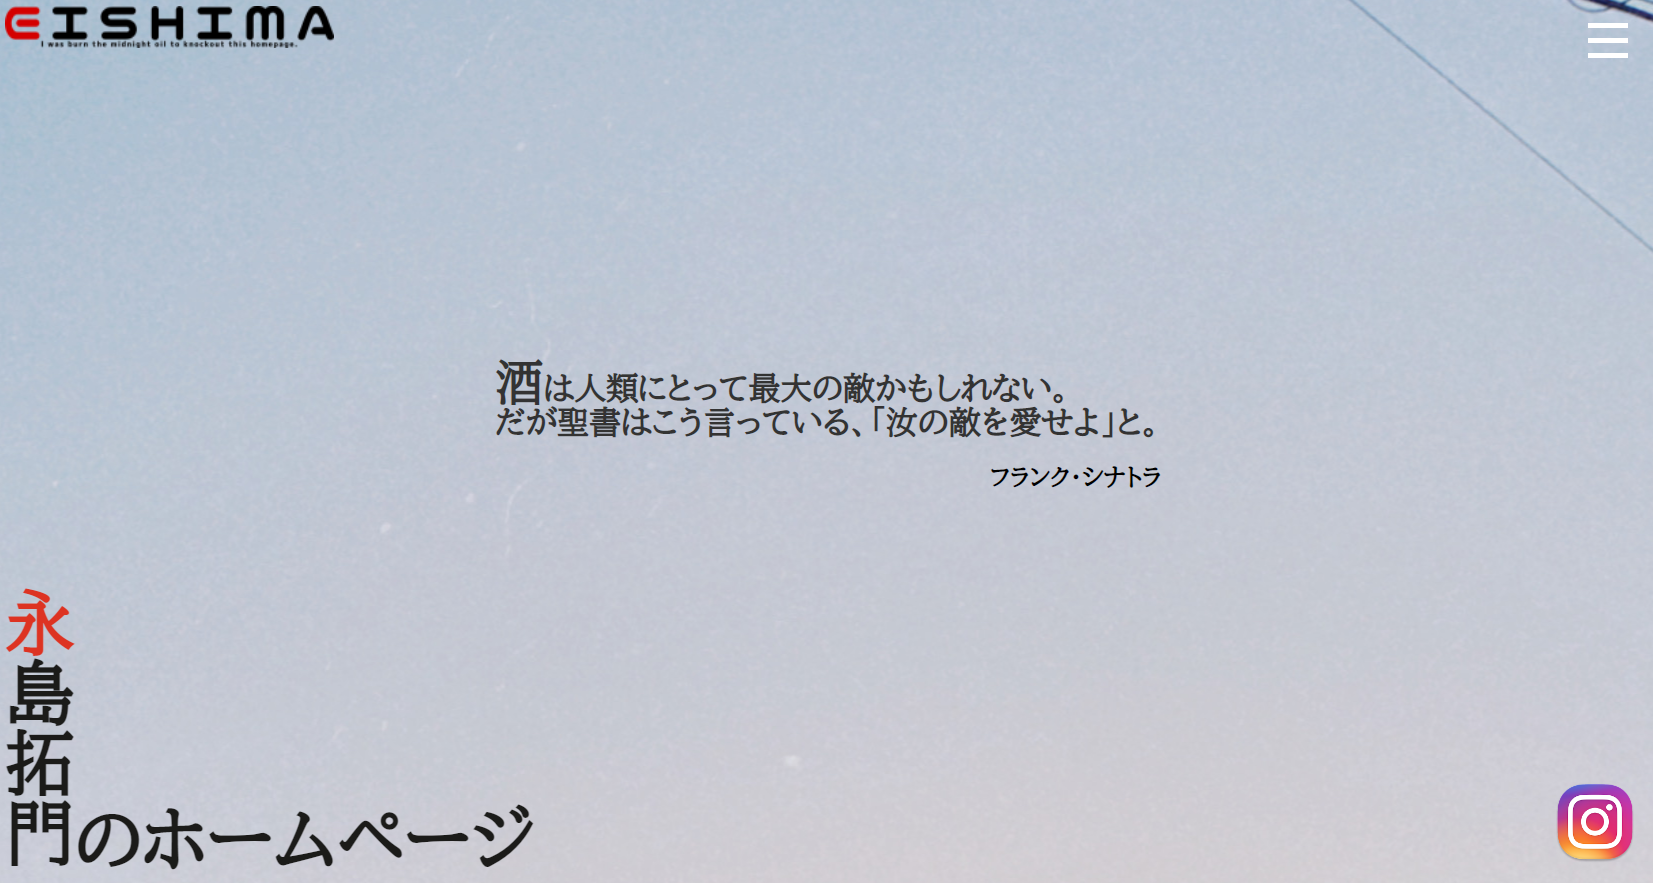 EISHIMA
I was burn the midnight oil to knockout this homepage.
酒は人類にとって最大の敵かもしれない。
だが聖書はこう言っている、「汝の敵を愛せよ」と。
フランク・シナトラ
永島拓門のホームページ